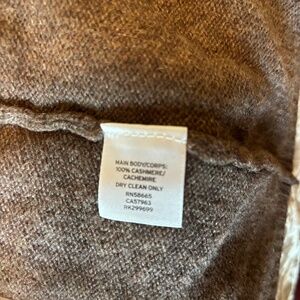 MAIN BODY/CORPS:
100% CASHMERE/
CACHEMIRE
DRY CLEAN ONLY
RN58665
CA57963
RK299699